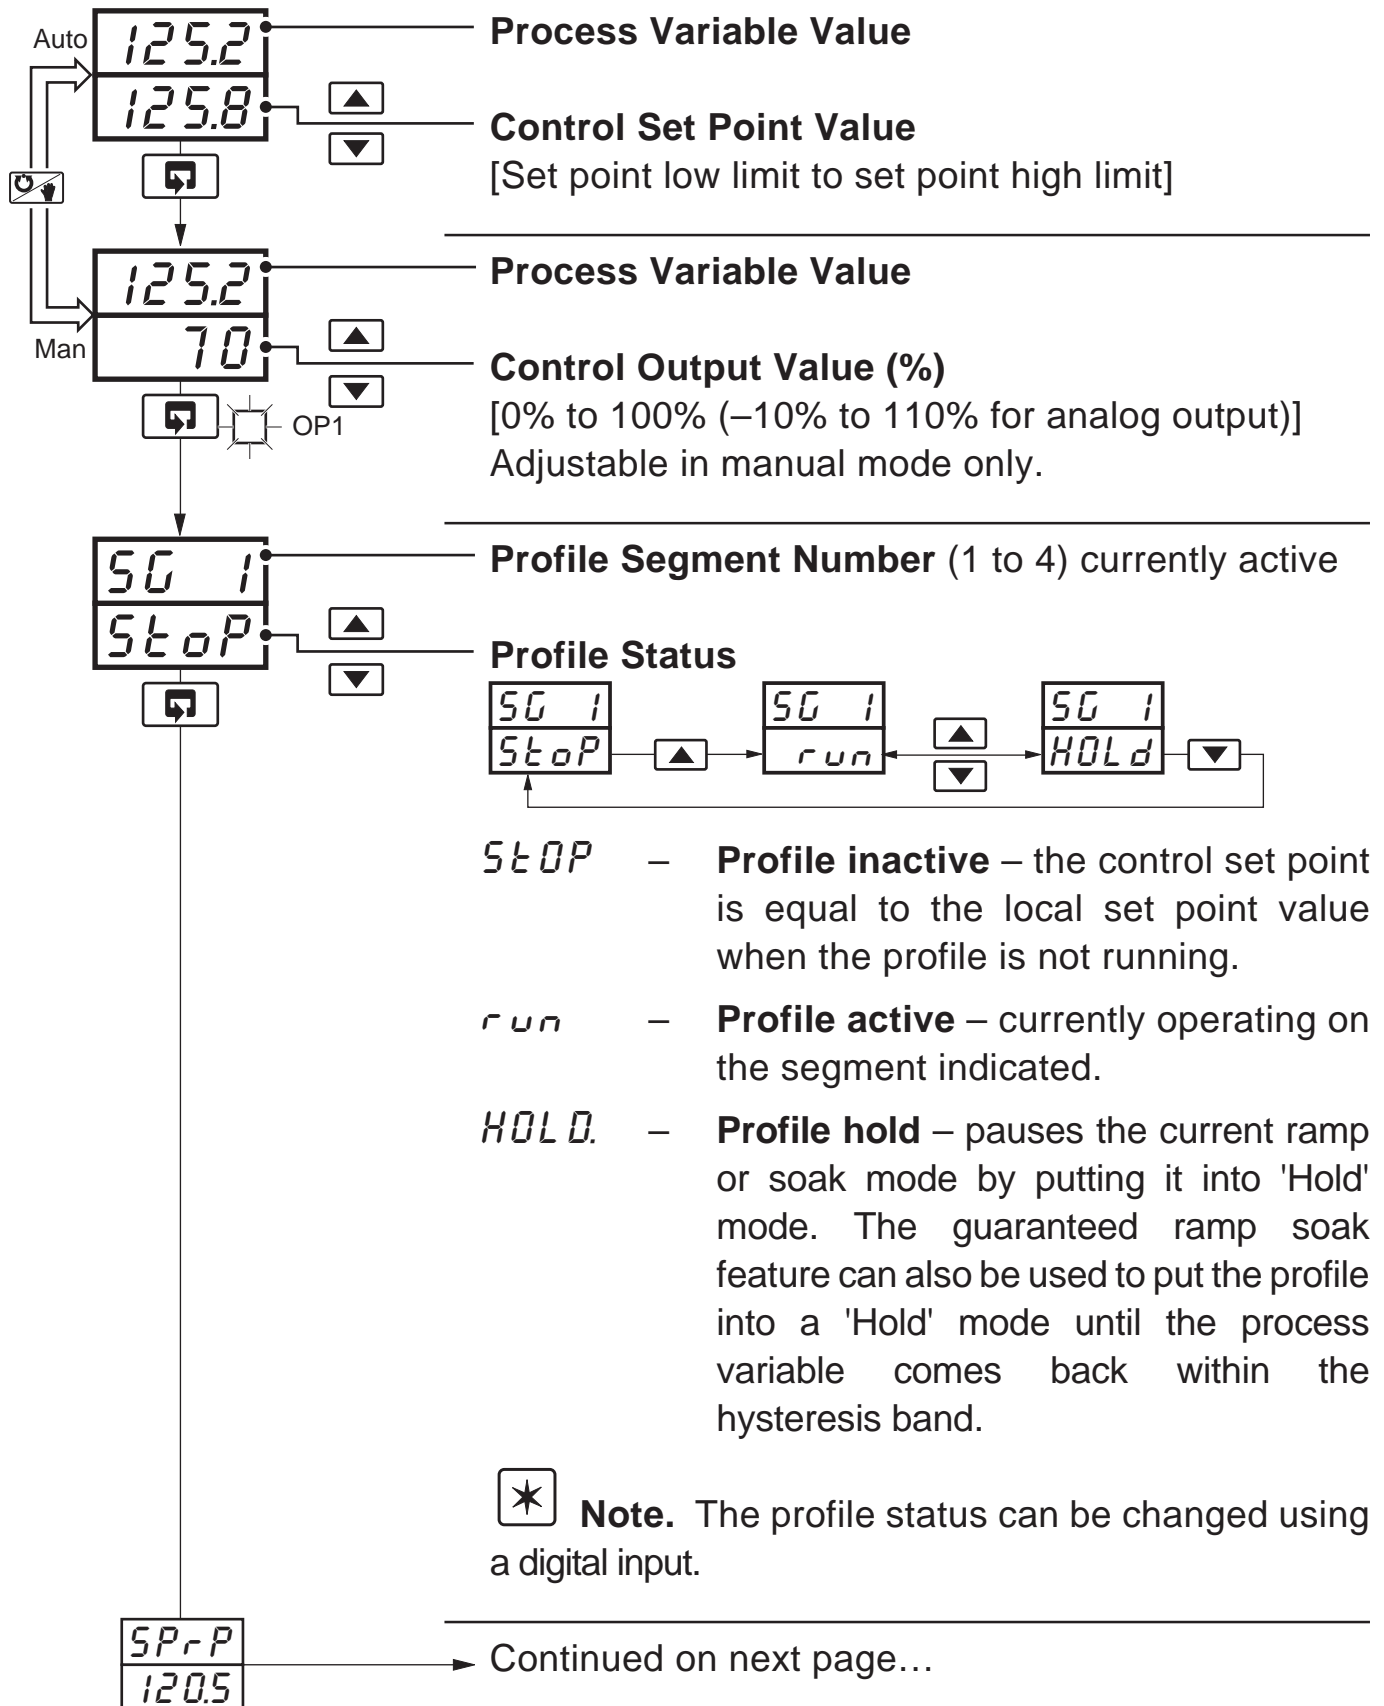 Auto
125.2
Process Variable Value
125.8
Control Set Point Value
[Set point low limit to set point high limit]
125.2
Process Variable Value
Man
70
Control Output Value (%)
[0% to 100% (–10% to 110% for analog output)]
OP1
Adjustable in manual mode only.
SG 1
Profile Segment Number (1 to 4) currently active
StoP
Profile Status
SG 1 SG 1 SG 1
StoP run HOLd
StOP – Profile inactive – the control set point
is equal to the local set point value
when the profile is not running.
run – Profile active – currently operating on
the segment indicated.
HOLD. – Profile hold – pauses the current ramp
or soak mode by putting it into 'Hold'
mode. The guaranteed ramp soak
feature can also be used to put the profile
into a 'Hold' mode until the process
variable comes back within the
hysteresis band.
Note. The profile status can be changed using
a digital input.
SPrP
120.5
Continued on next page…